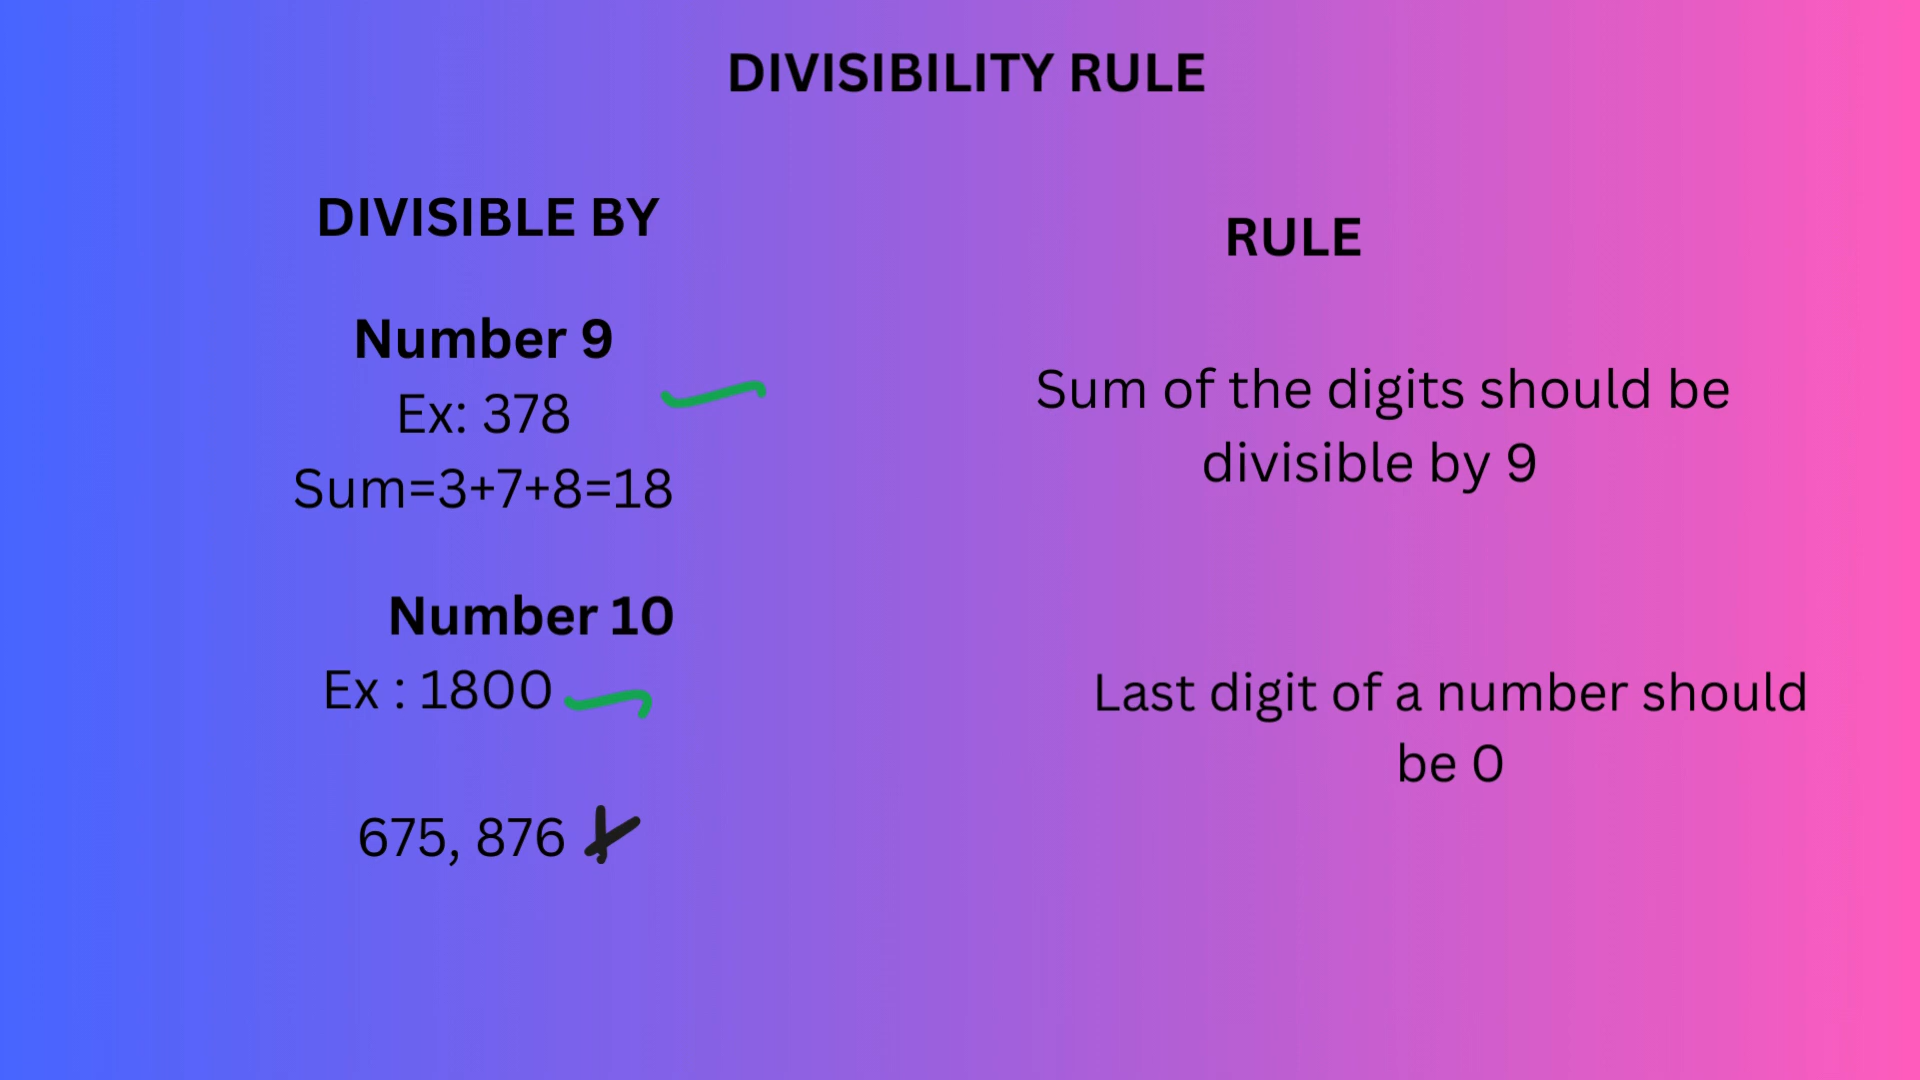 DIVISIBILITY RULE
DIVISIBLE BY
RULE
Number 9
Ex: 378
Sum=3+7+8=18
Sum of the digits should be
divisible by 9
Number 10
Ex : 1800
675, 876
Last digit of a number should
be 0